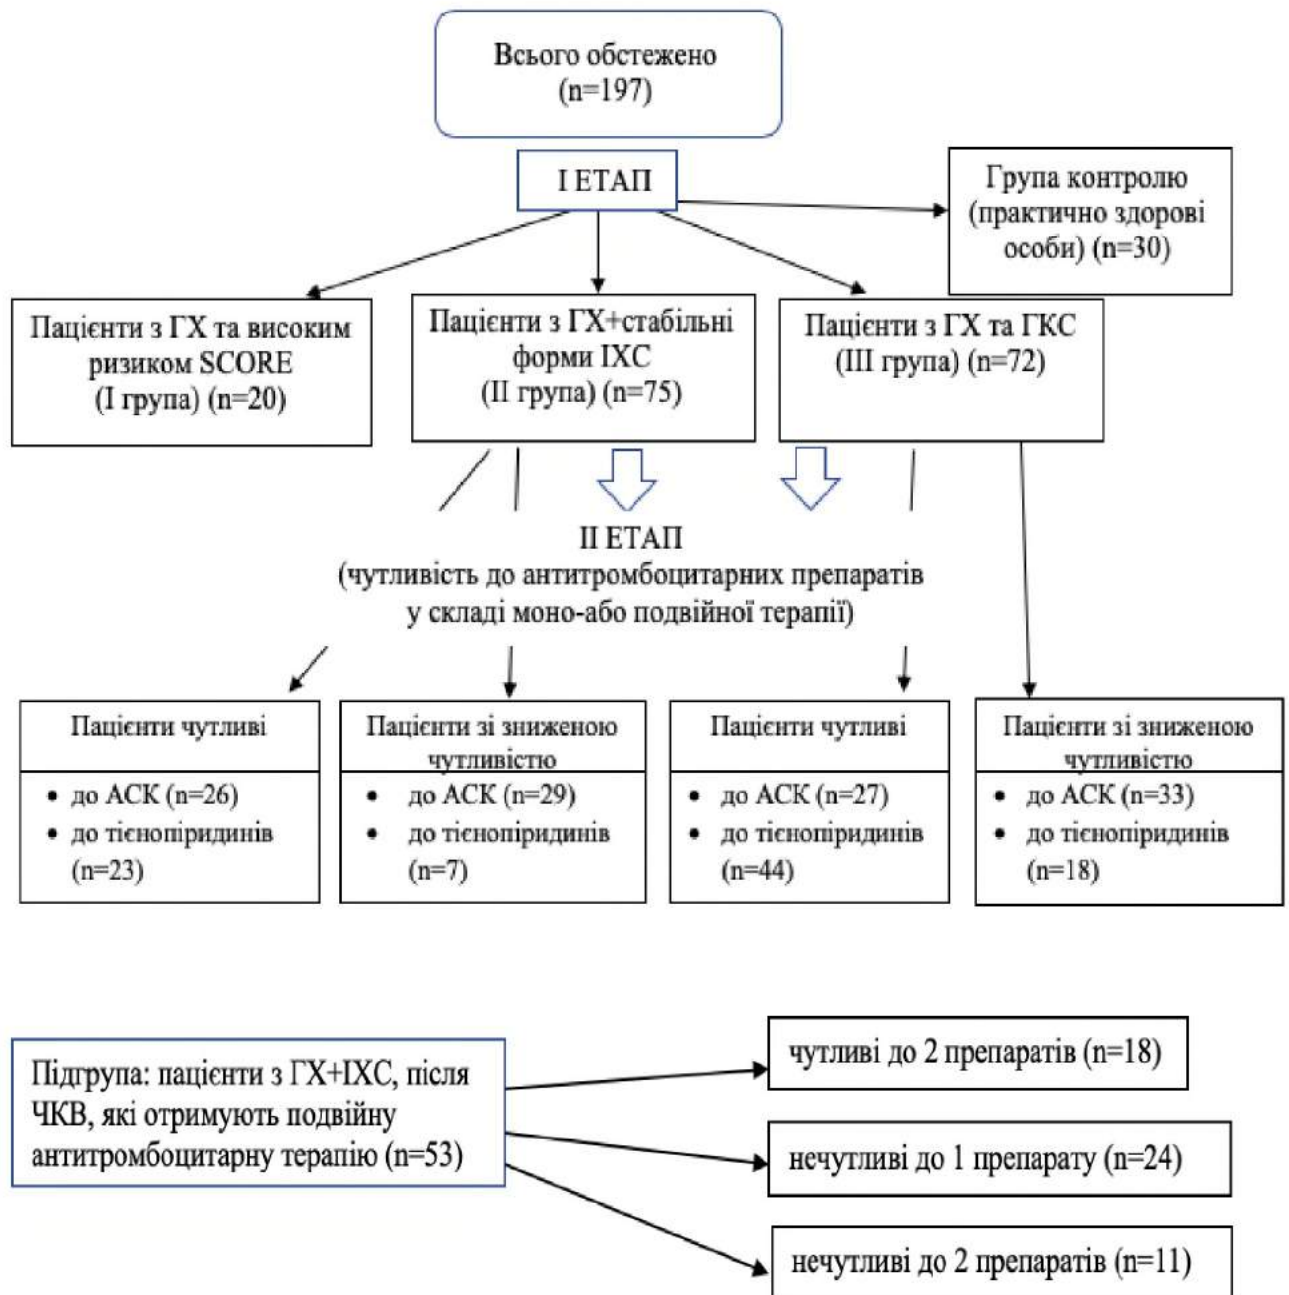 Всього обстежено
(n=197)
І ЕТАП
Група контролю
(практично здорові
особи) (n=30)
Пацієнти з ГХ та високим
ризиком SCORE
(І група) (n=20)
Пацієнти з ГХ+стабільні
форми ІХС
(ІІ група) (n=75)
Пацієнти з ГХ та ГКС
(ІІІ група) (n=72)
ІІ ЕТАП
(чутливість до антитромбоцитарних препаратів
у складі моно-або подвійної терапії)
Пацієнти чутливі
• до АСК (n=26)
• до тієнопіридинів
(n=23)
Пацієнти зі зниженою
чутливістю
• до АСК (n=29)
• до тієнопіридинів
(n=7)
Пацієнти чутливі
• до АСК (n=27)
• до тієнопіридинів
(n=44)
Пацієнти зі зниженою
чутливістю
• до АСК (n=33)
• до тієнопіридинів
(n=18)
Підгрупа: пацієнти з ГХ+ІХС, після
ЧКВ, які отримують подвійну
антитромбоцитарну терапію (n=53)
чутливі до 2 препаратів (n=18)
нечутливі до 1 препарату (n=24)
нечутливі до 2 препаратів (n=11)